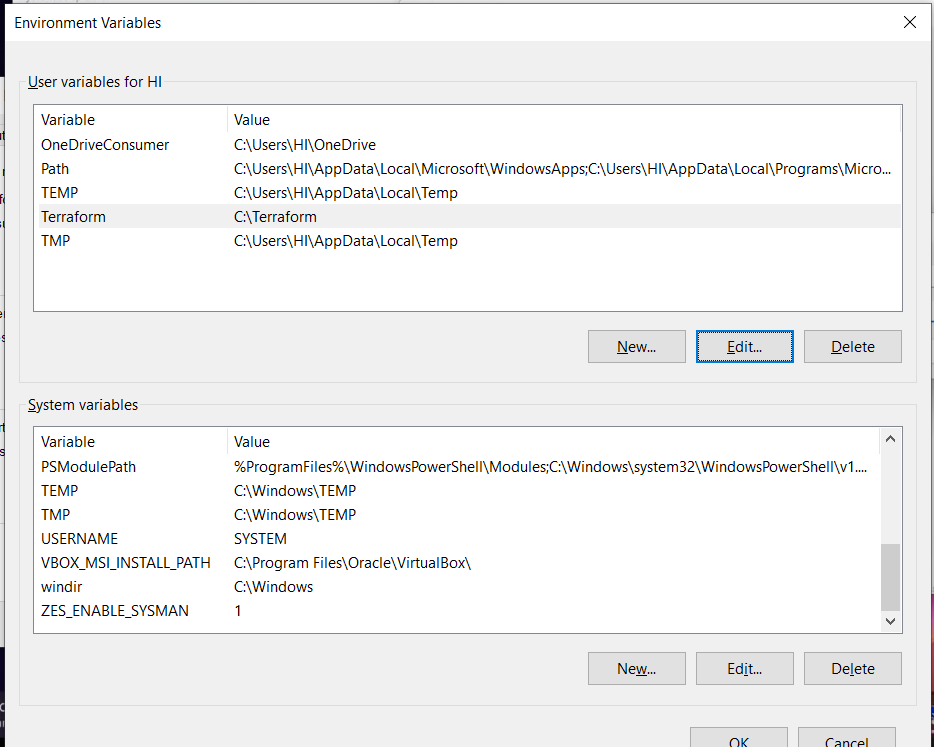 Environment Variables
User variables for HI
Variable Value
OneDriveConsumer C:\Users\HI\OneDrive
Path C:\Users\HI\AppData\Local\Microsoft\WindowsApps;C:\Users\HI\AppData\Local\Programs\Micro...
TEMP C:\Users\HI\AppData\Local\Temp
Terraform C:\Terraform
TMP C:\Users\HI\AppData\Local\Temp
New... Edit... Delete
System variables
Variable Value
PSModulePath %ProgramFiles%\WindowsPowerShell\Modules;C:\Windows\system32\WindowsPowerShell\v1....
TEMP C:\Windows\TEMP
TMP C:\Windows\TEMP
USERNAME SYSTEM
VBOX_MSI_INSTALL_PATH C:\Program Files\Oracle\VirtualBox\
windir C:\Windows
ZES_ENABLE_SYSMAN 1
New... Edit... Delete
OK Cancel